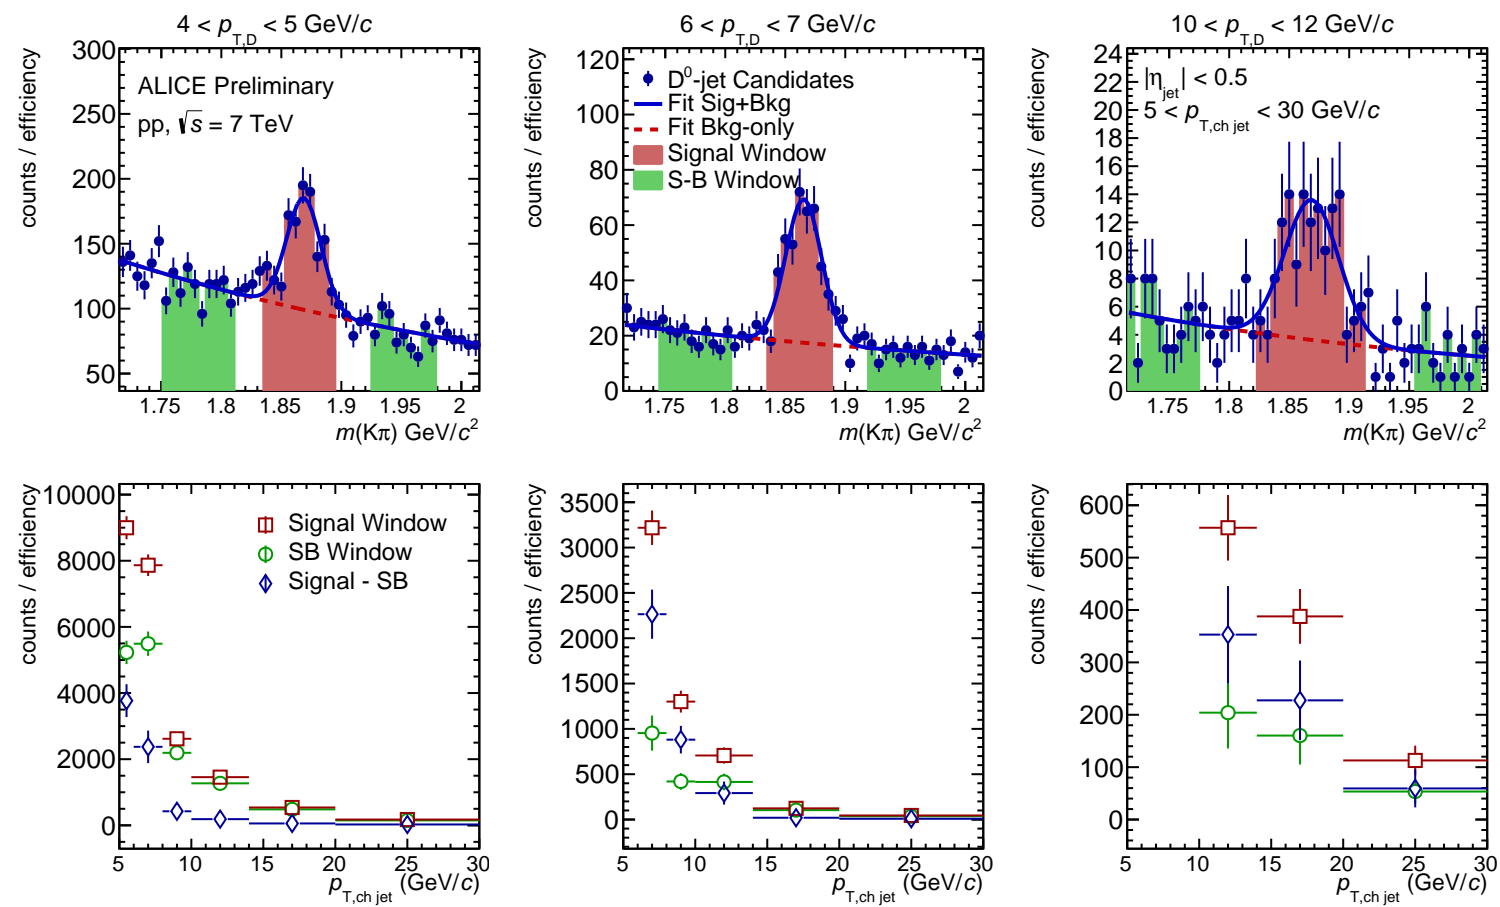 4 < p_T,D < 5 GeV/c
6 < p_T,D < 7 GeV/c
10 < p_T,D < 12 GeV/c
counts / efficiency
300
250
200
150
100
50
ALICE Preliminary
pp, √s = 7 TeV
1.75 1.8 1.85 1.9 1.95 2
m(Kπ) GeV/c²
counts / efficiency
120
100
80
60
40
20
0
D⁰-jet Candidates
Fit Sig+Bkg
Fit Bkg-only
Signal Window
S-B Window
1.75 1.8 1.85 1.9 1.95 2
m(Kπ) GeV/c²
counts / efficiency
24
22
20
18
16
14
12
10
8
6
4
2
0
|η_jet| < 0.5
5 < p_T,ch jet < 30 GeV/c
1.75 1.8 1.85 1.9 1.95 2
m(Kπ) GeV/c²
counts / efficiency
10000
8000
6000
4000
2000
0
Signal Window
SB Window
Signal - SB
5 10 15 20 25 30
p_T,ch jet (GeV/c)
counts / efficiency
3500
3000
2500
2000
1500
1000
500
0
5 10 15 20 25 30
p_T,ch jet (GeV/c)
counts / efficiency
600
500
400
300
200
100
0
5 10 15 20 25 30
p_T,ch jet (GeV/c)